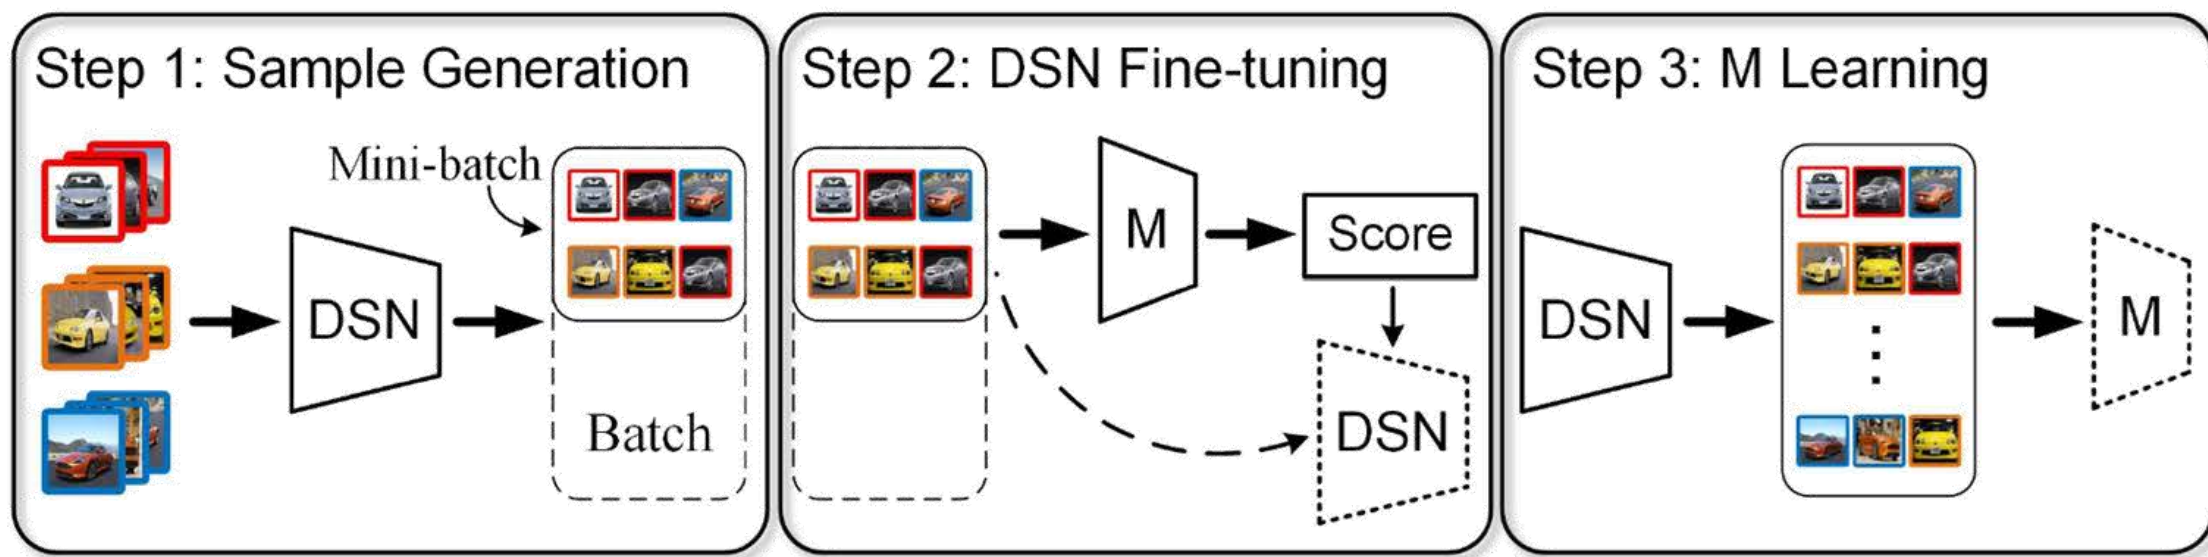 Step 1: Sample Generation
Mini-batch
DSN
Batch
Step 2: DSN Fine-tuning
M
Score
DSN
Step 3: M Learning
DSN
M